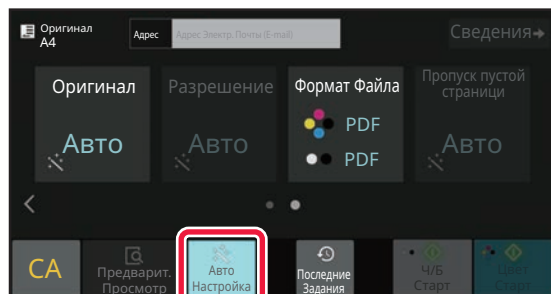 Оригинал
A4
Адрес
Адрес Электр. Почты (E-mail)
Сведения
Оригинал
Авто
Разрешение
Авто
Формат Файла
PDF
PDF
Пропуск пустой
страници
Авто
CA
Предварит.
Просмотр
Авто
Настройка
Последние
Задания
Ч/Б
Старт
Цвет
Старт